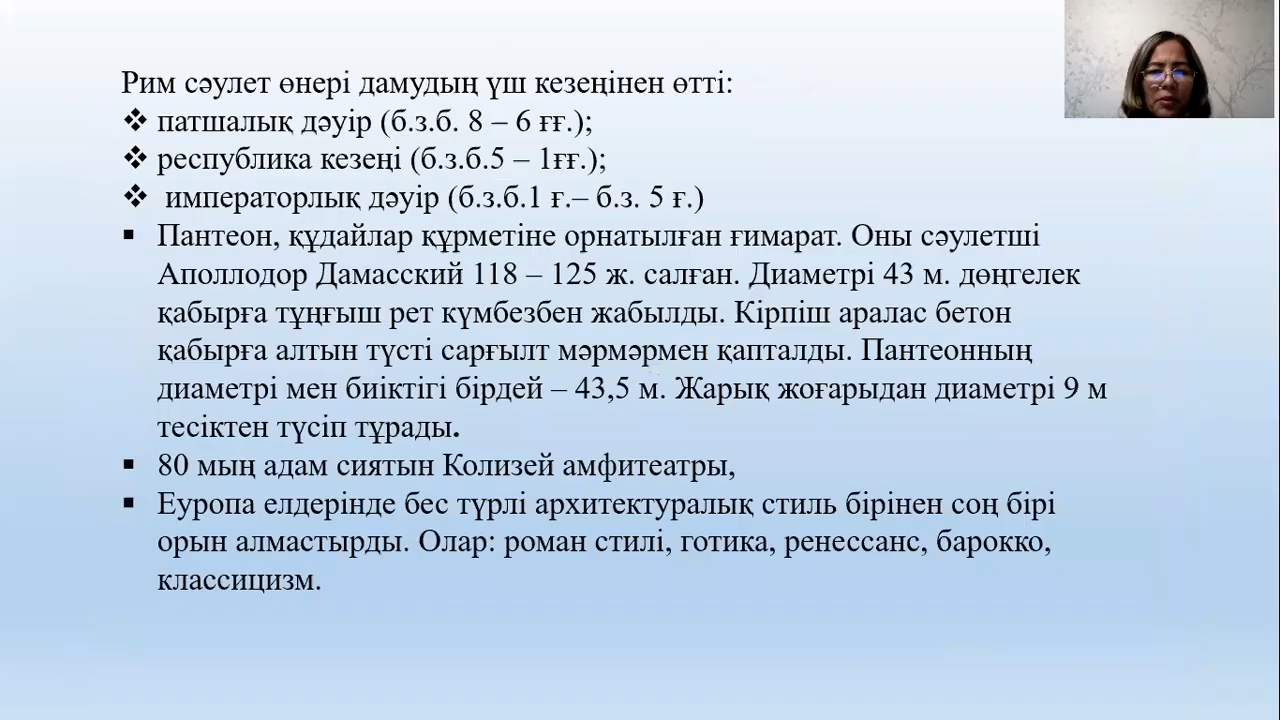 Рим сәулет өнері дамудың үш кезеңінен өтті:
❖ патшалық дәуір (б.з.б. 8 – 6 ғғ.);
❖ республика кезеңі (б.з.б.5 – 1ғғ.);
❖ императорлық дәуір (б.з.б.1 ғ.– б.з. 5 ғ.)
▪ Пантеон, құдайлар құрметіне орнатылған ғимарат. Оны сәулетші
Аполлодор Дамасский 118 – 125 ж. салған. Диаметрі 43 м. дөңгелек
қабырға тұңғыш рет күмбезбен жабылды. Кірпіш аралас бетон
қабырға алтын түсті сарғылт мәрмәрмен қапталды. Пантеонның
диаметрі мен биіктігі бірдей – 43,5 м. Жарық жоғарыдан диаметрі 9 м
тесіктен түсіп тұрады.
▪ 80 мың адам сиятын Колизей амфитеатры,
▪ Еуропа елдерінде бес түрлі архитектуралық стиль бірінен соң бірі
орын алмастырды. Олар: роман стилі, готика, ренессанс, барокко,
классицизм.